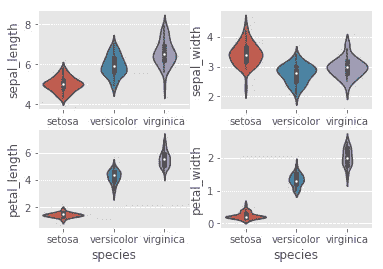 sepal_length
8
6
4
setosa versicolor virginica
sepal_width
4
3
2
setosa versicolor virginica
petal_length
6
4
2
setosa versicolor virginica
species
petal_width
2
1
0
setosa versicolor virginica
species